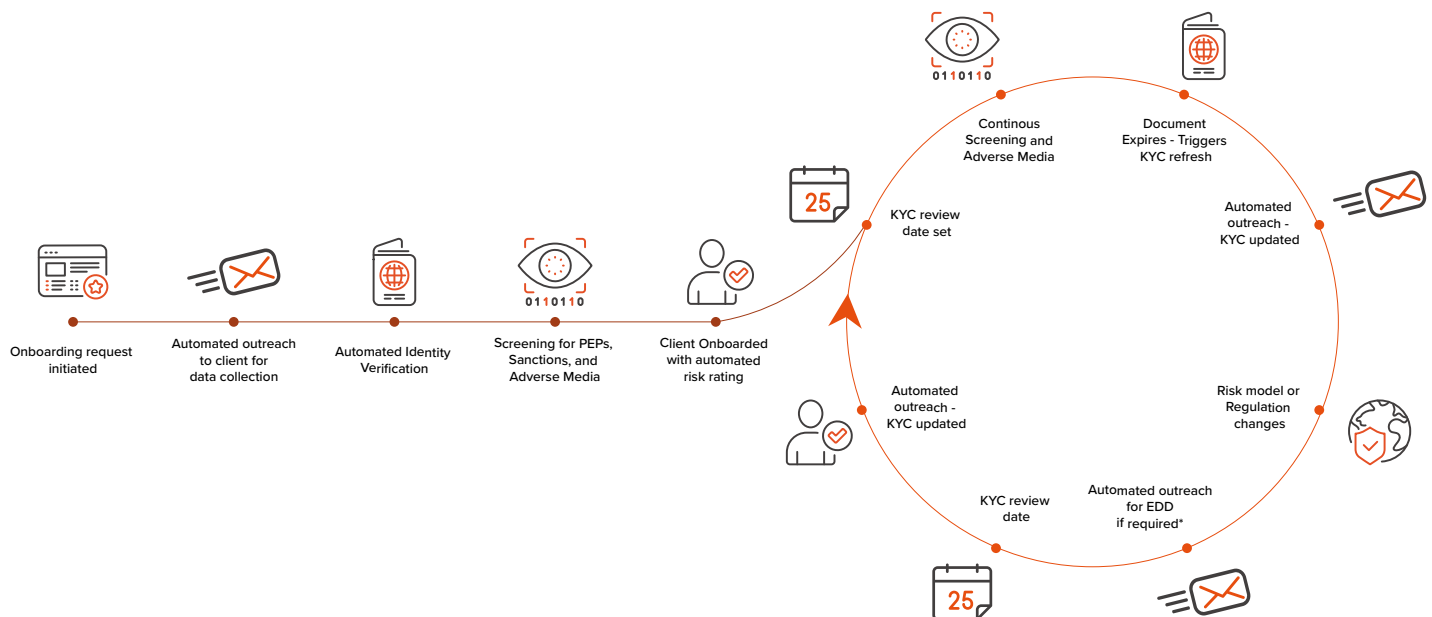 Onboarding request
initiated
Automated outreach
to client for
data collection
Automated Identity
Verification
0110110
Screening for PEPs,
Sanctions, and
Adverse Media
Client Onboarded
with automated
risk rating
25
KYC review
date set
0110110
Continous
Screening and
Adverse Media
Document
Expires - Triggers
KYC refresh
Automated
outreach -
KYC updated
Risk model or
Regulation
changes
Automated outreach
for EDD
if required*
KYC review
date
25
Automated
outreach -
KYC updated